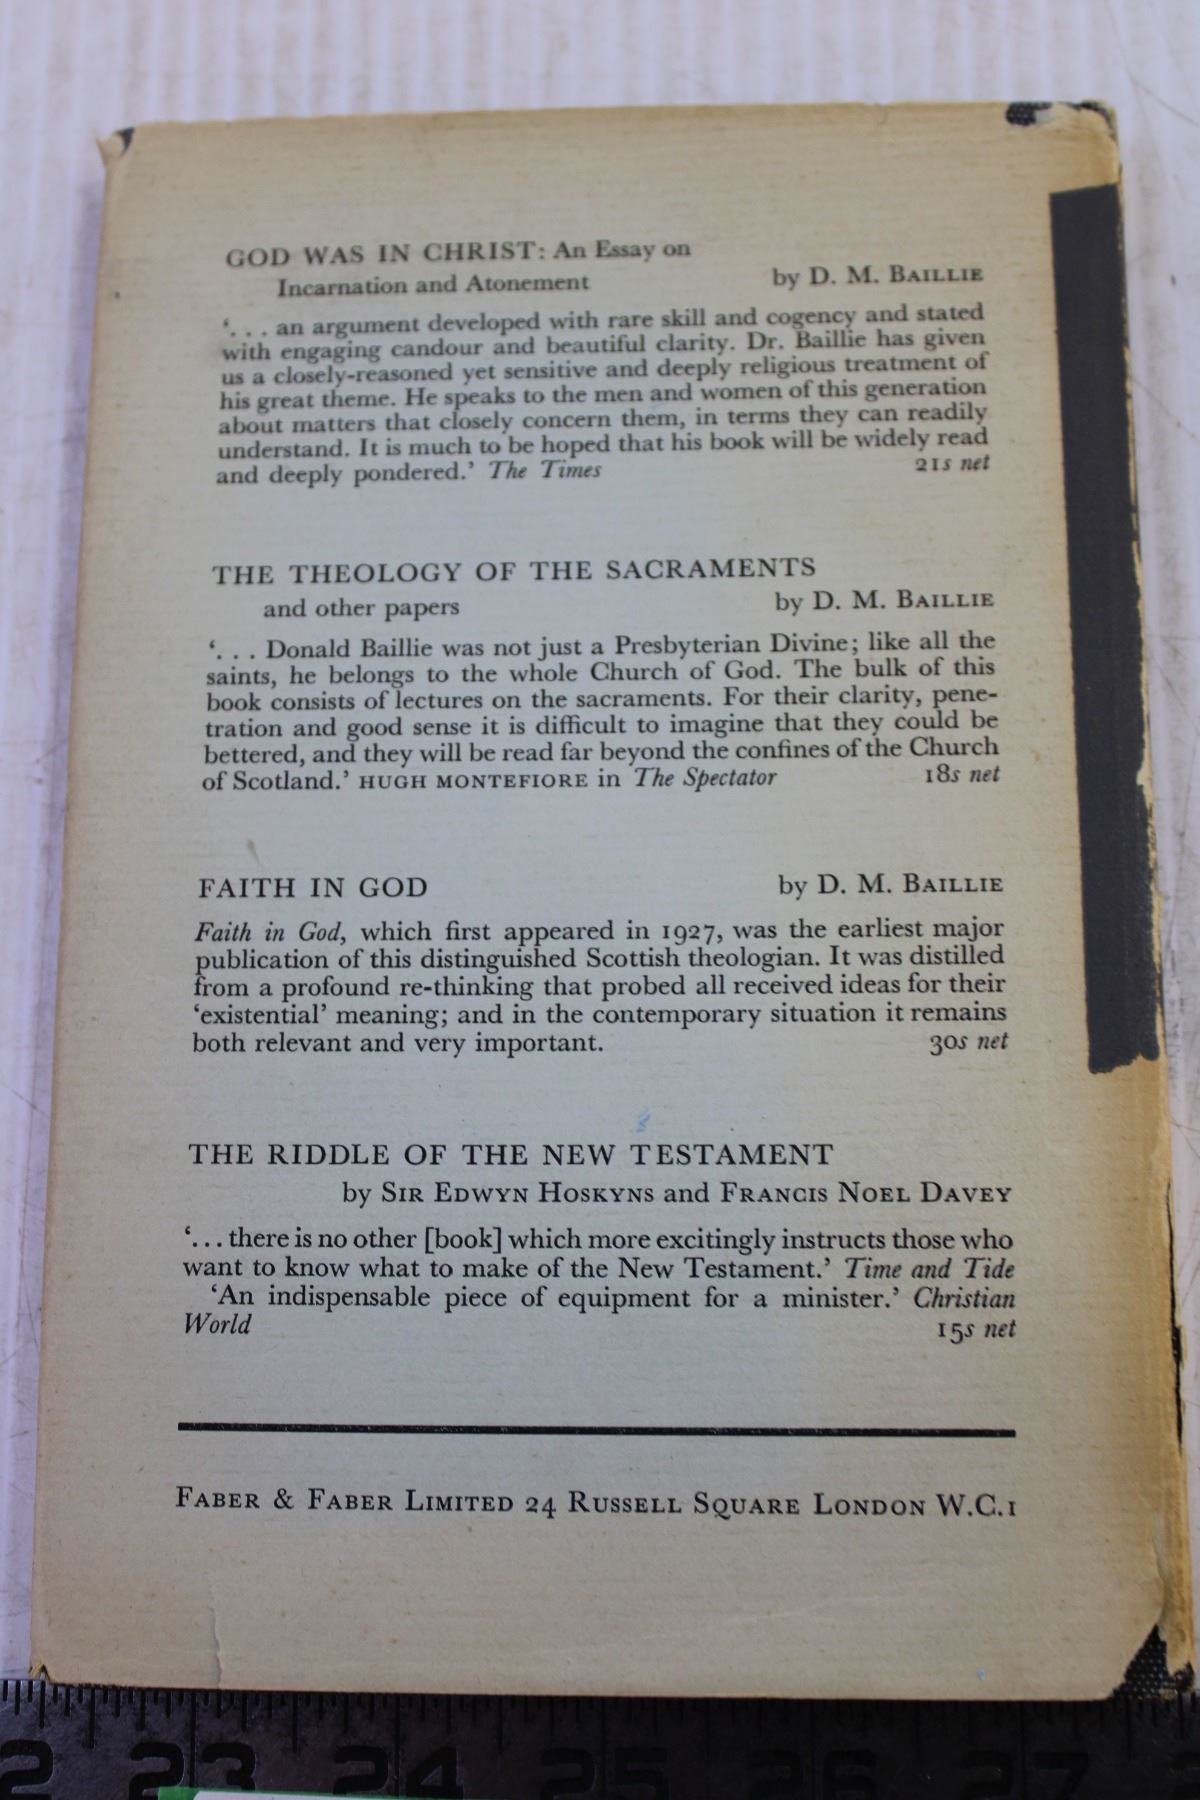 GOD WAS IN CHRIST: An Essay on
Incarnation and Atonement by D. M. BAILLIE
‘. . . an argument developed with rare skill and cogency and stated
with engaging candour and beautiful clarity. Dr. Baillie has given
us a closely-reasoned yet sensitive and deeply religious treatment of
his great theme. He speaks to the men and women of this generation
about matters that closely concern them, in terms they can readily
understand. It is much to be hoped that his book will be widely read
and deeply pondered.’ The Times 21s net
THE THEOLOGY OF THE SACRAMENTS
and other papers by D. M. BAILLIE
‘. . . Donald Baillie was not just a Presbyterian Divine; like all the
saints, he belongs to the whole Church of God. The bulk of this
book consists of lectures on the sacraments. For their clarity, pene-
tration and good sense it is difficult to imagine that they could be
bettered, and they will be read far beyond the confines of the Church
of Scotland.’ HUGH MONTEFIORE in The Spectator 18s net
FAITH IN GOD by D. M. BAILLIE
Faith in God, which first appeared in 1927, was the earliest major
publication of this distinguished Scottish theologian. It was distilled
from a profound re-thinking that probed all received ideas for their
‘existential’ meaning; and in the contemporary situation it remains
both relevant and very important. 30s net
THE RIDDLE OF THE NEW TESTAMENT
by SIR EDWYN HOSKYNS and FRANCIS NOEL DAVEY
‘. . . there is no other [book] which more excitingly instructs those who
want to know what to make of the New Testament.’ Time and Tide
‘An indispensable piece of equipment for a minister.’ Christian
World 15s net
FABER & FABER LIMITED 24 RUSSELL SQUARE LONDON W.C.1
2 23 24 25 26 27